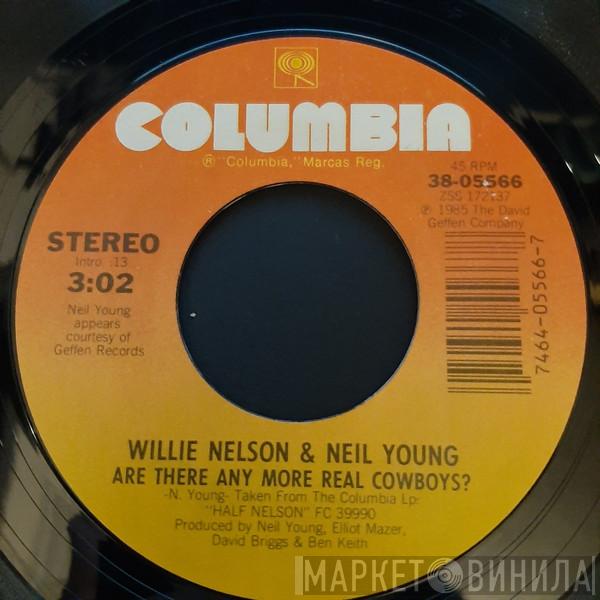 COLUMBIA
® "Columbia," Marcas Reg.
45 RPM
38-05566
ZSS 172137
℗ 1985 The David
Geffen Company
STEREO
Intro :13
3:02
Neil Young
appears
courtesy of
Geffen Records
7464-05566-7
WILLIE NELSON & NEIL YOUNG
ARE THERE ANY MORE REAL COWBOYS?
-N. Young- Taken From The Columbia Lp:
"HALF NELSON" FC 39990
Produced by Neil Young, Elliot Mazer,
David Briggs & Ben Keith
МАРКЕТ ВИНИЛА